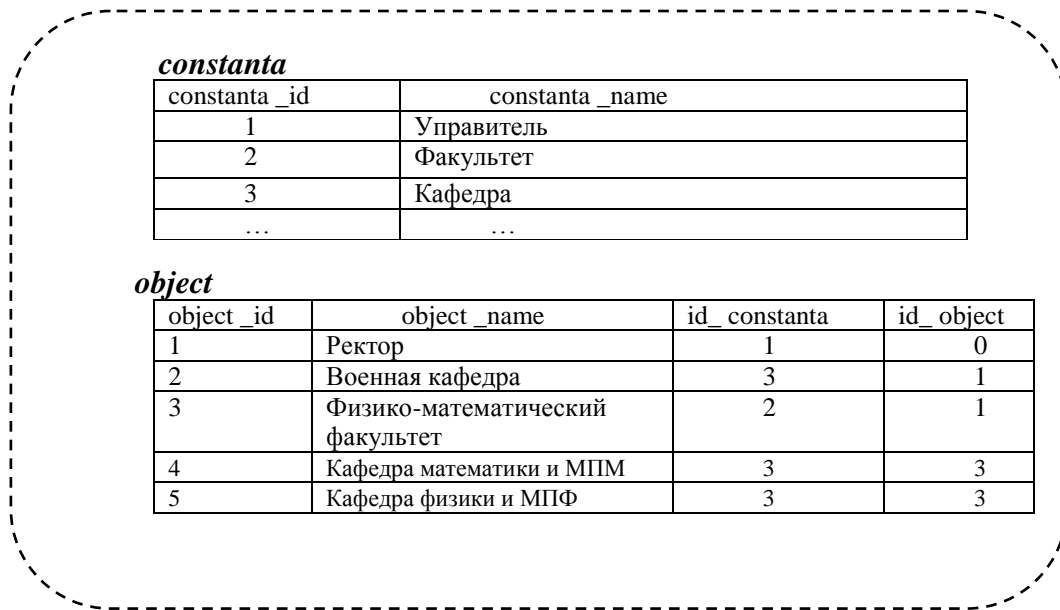 constanta
constanta _id constanta _name
1 Управитель
2 Факультет
3 Кафедра
… …
object
object _id object _name id_ constanta id_ object
1 Ректор 1 0
2 Военная кафедра 3 1
3 Физико-математический 2 1
факультет
4 Кафедра математики и МПМ 3 3
5 Кафедра физики и МПФ 3 3